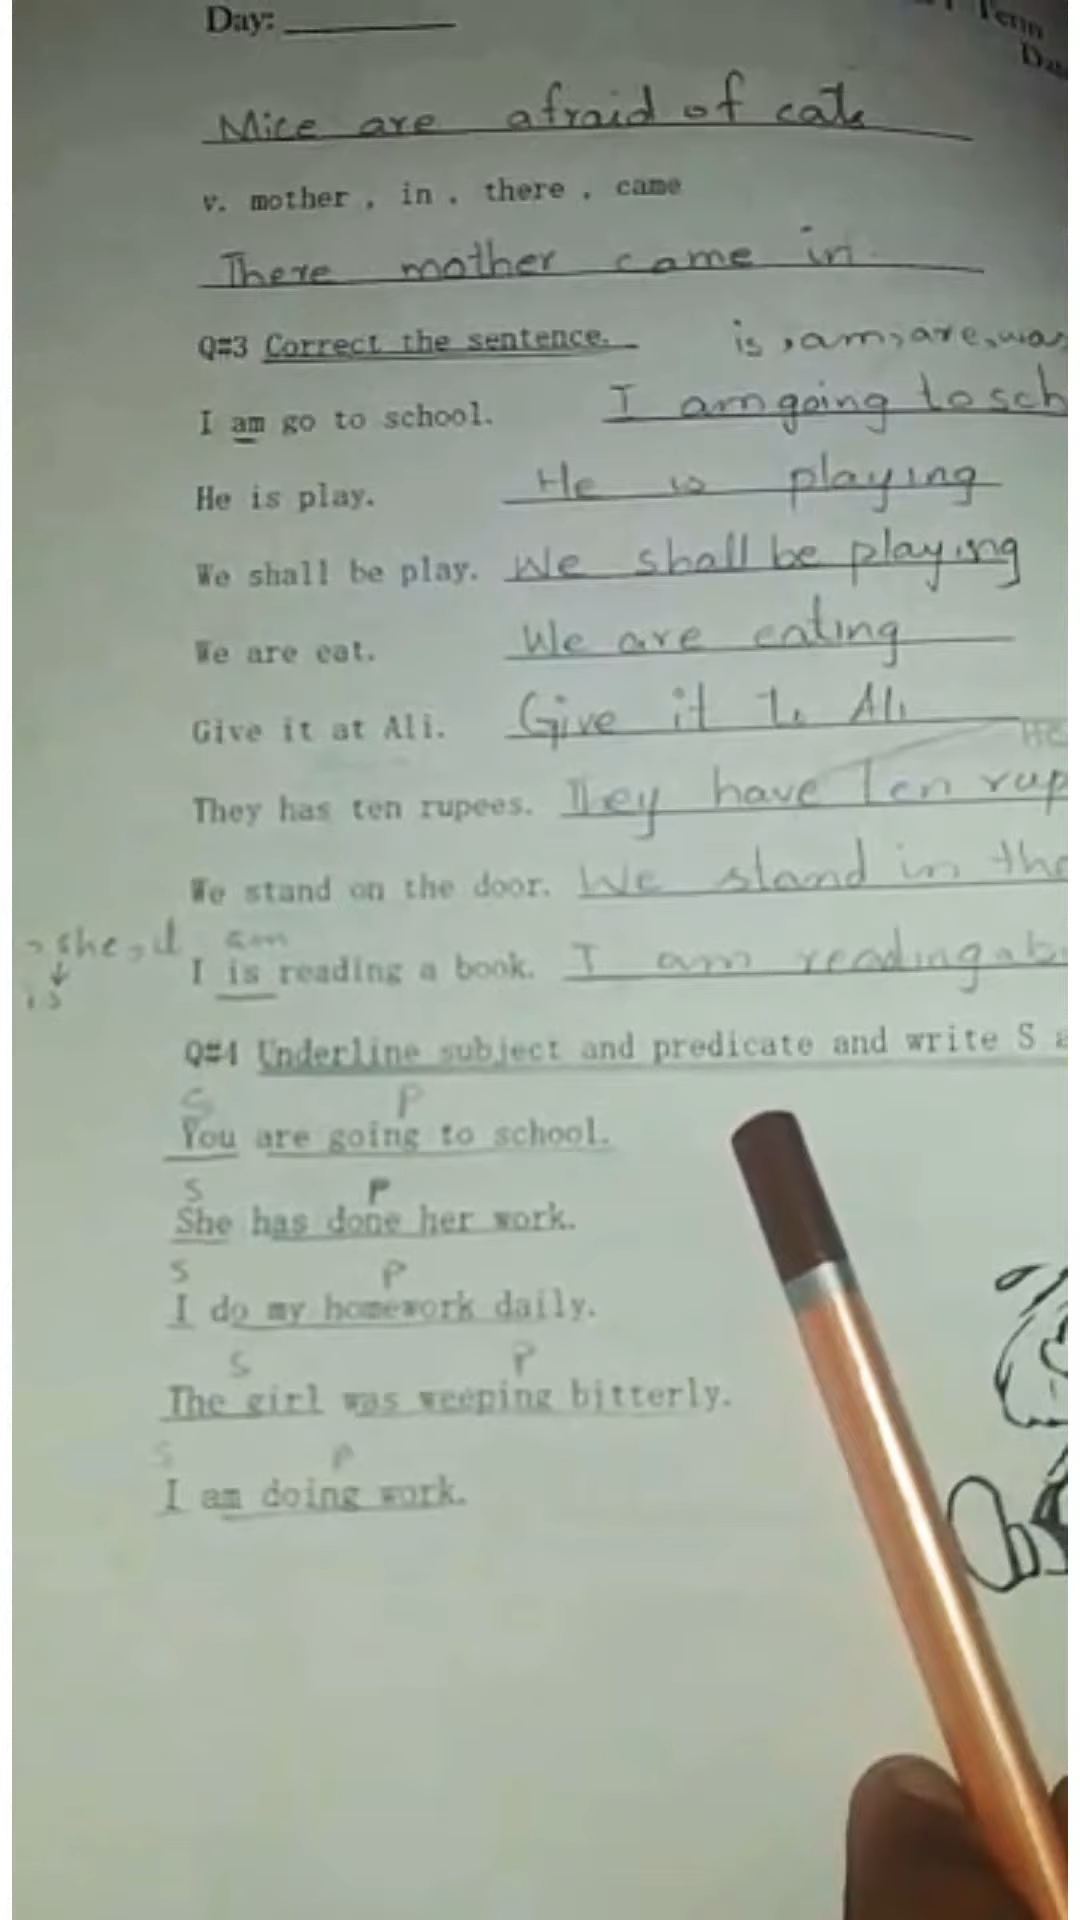 Day:
Term
Mice are afraid of cats
v. mother, in, there, came
There mother came in.
Q#3 Correct the sentence. is, am, are, was
I am go to school. I am going to sch
He is play. He is playing
We shall be play. We shall be playing
We are eat. We are eating
Give it at Ali. Give it to Ali
They has ten rupees. They have Ten rup
We stand on the door. We stand in the
, she, it am
I is reading a book. I am reading a b
is
Q#4 Underline subject and predicate and write S a
S P
You are going to school.
S P
She has done her work.
S P
I do my homework daily.
S P
The girl was weeping bitterly.
S P
I am doing work.